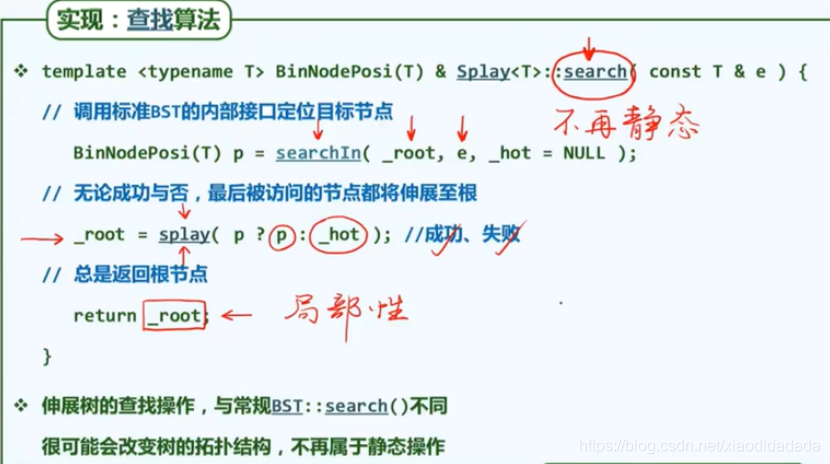 实现：查找算法
❖ template <typename T> BinNodePosi(T) & Splay<T>::search( const T & e ) {
不再静态
// 调用标准BST的内部接口定位目标节点
BinNodePosi(T) p = searchIn( _root, e, _hot = NULL );
// 无论成功与否，最后被访问的节点都将伸展至根
_root = splay( p ? p : _hot ); //成功、失败
// 总是返回根节点
return _root; ← 局部性
}
❖ 伸展树的查找操作，与常规BST::search()不同
很可能会改变树的拓扑结构，不再属于静态操作
https://blog.csdn.net/xiaodidadada